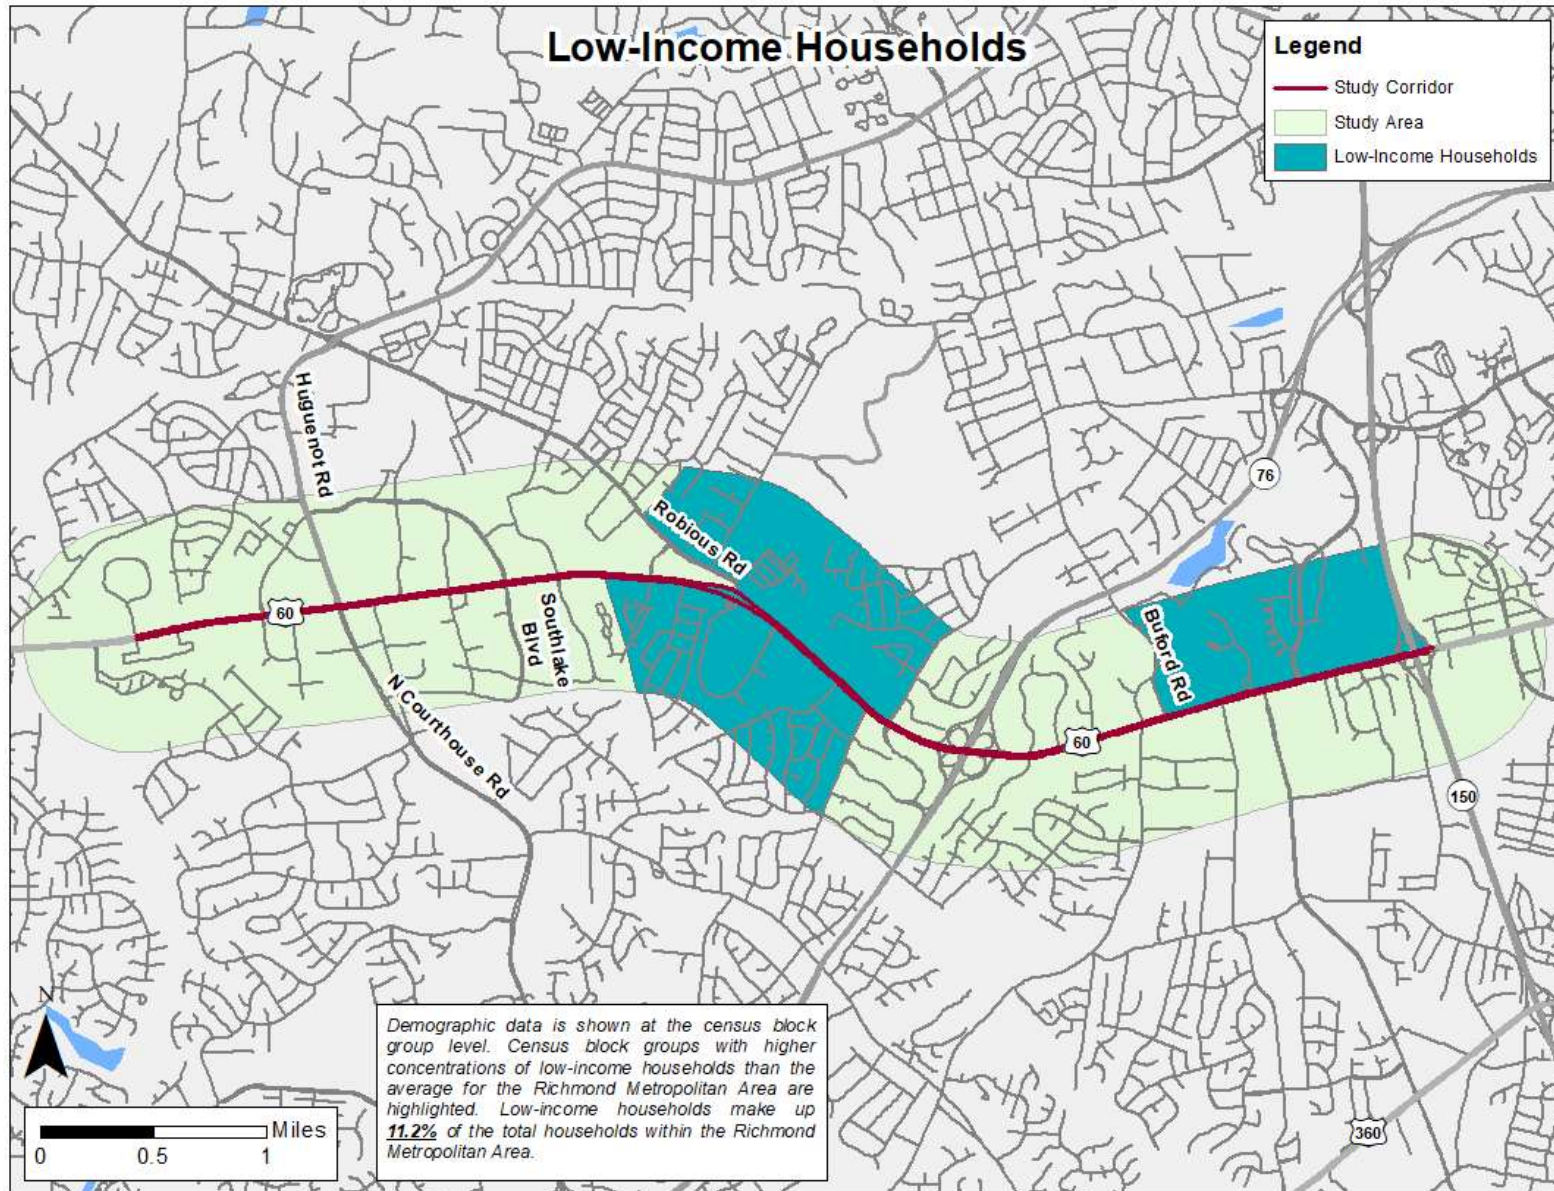 Low-Income Households
Legend
Study Corridor
Study Area
Low-Income Households
Huguenot Rd
Robious Rd
76
60
Southlake
Blvd
Buford Rd
N Courthouse Rd
60
150
N
Demographic data is shown at the census block
group level. Census block groups with higher
concentrations of low-income households than the
average for the Richmond Metropolitan Area are
highlighted. Low-income households make up
11.2% of the total households within the Richmond
Metropolitan Area.
Miles
0 0.5 1
360